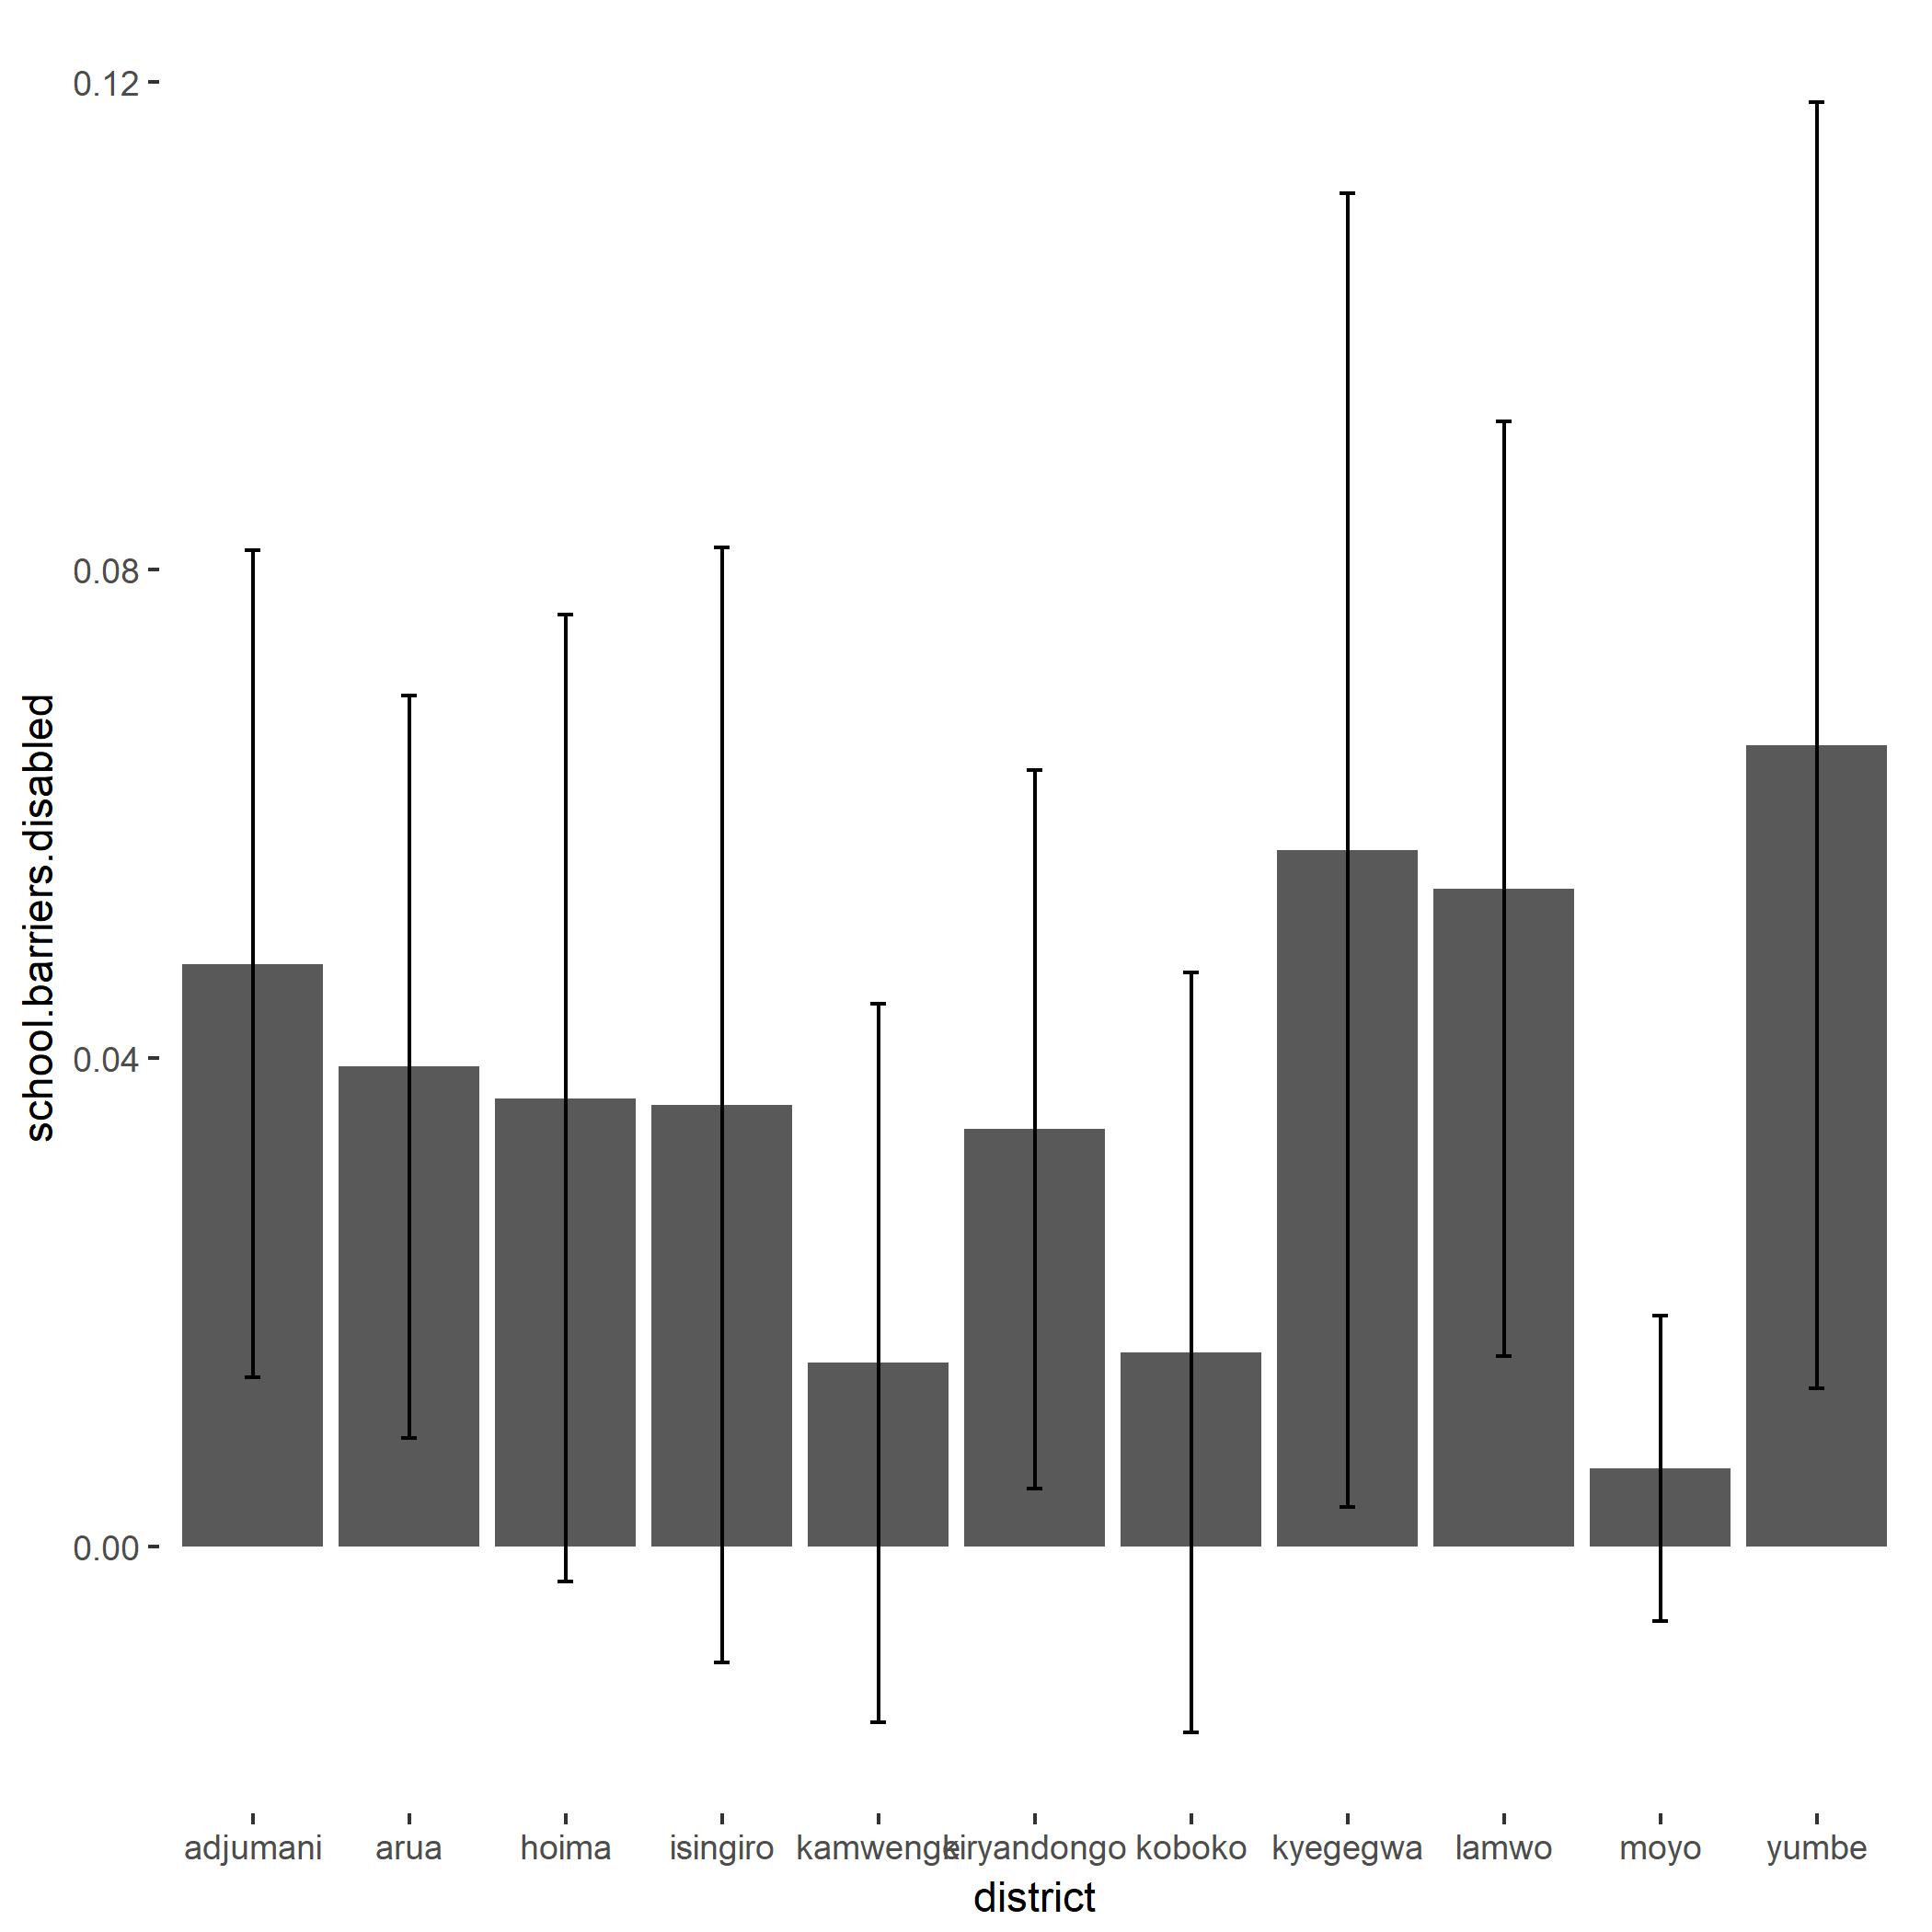 0.12
0.08
0.04
0.00
school.barriers.disabled
adjumani arua hoima isingiro kamwenge kiryandongo koboko kyegegwa lamwo moyo yumbe
district